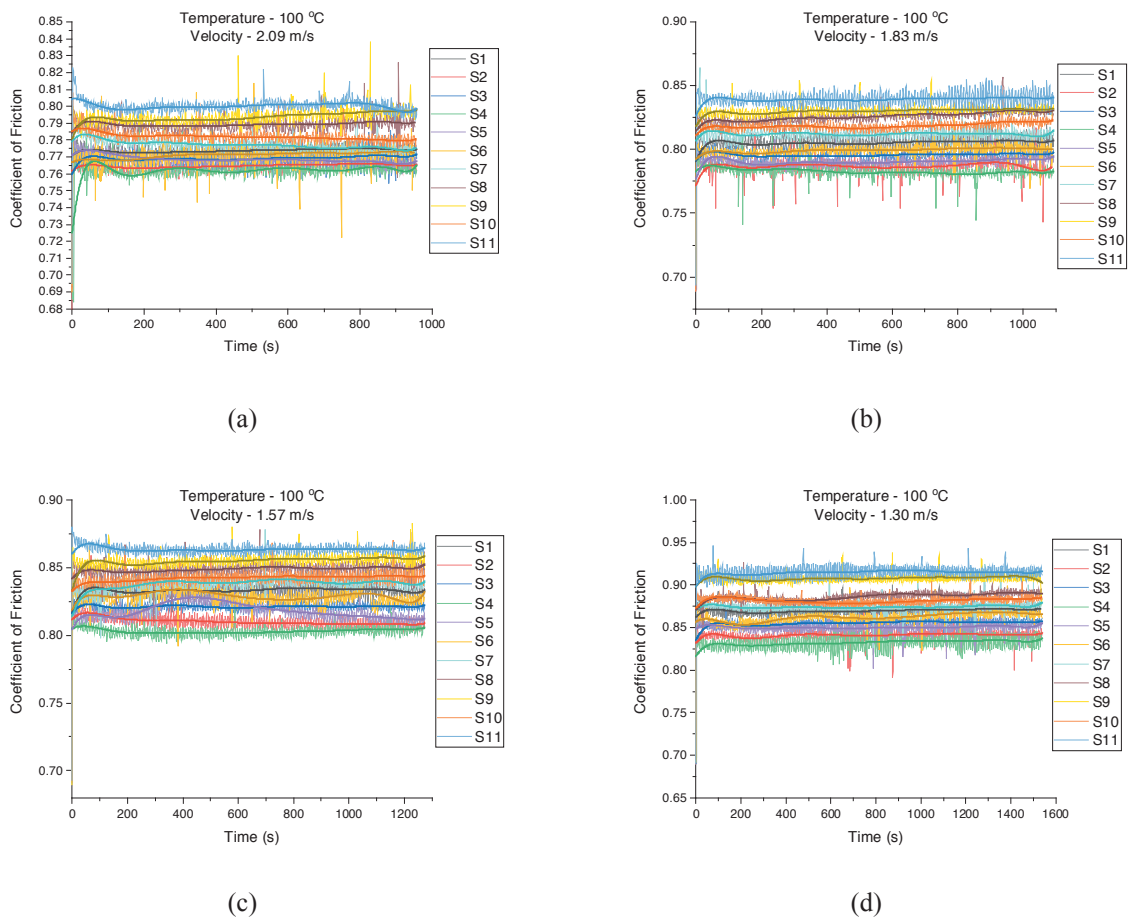 Temperature - 100 °C
Velocity - 2.09 m/s
0.85
0.84
0.83
0.82
0.81
0.80
0.79
0.78
0.77
0.76
0.75
0.74
0.73
0.72
0.71
0.70
0.69
0.68
Coefficient of Friction
0 200 400 600 800 1000
Time (s)
S1
S2
S3
S4
S5
S6
S7
S8
S9
S10
S11
(a)
Temperature - 100 °C
Velocity - 1.83 m/s
0.90
0.85
0.80
0.75
0.70
Coefficient of Friction
0 200 400 600 800 1000
Time (s)
S1
S2
S3
S4
S5
S6
S7
S8
S9
S10
S11
(b)
Temperature - 100 °C
Velocity - 1.57 m/s
0.90
0.85
0.80
0.75
0.70
Coefficient of Friction
0 200 400 600 800 1000 1200
Time (s)
S1
S2
S3
S4
S5
S6
S7
S8
S9
S10
S11
(c)
Temperature - 100 °C
Velocity - 1.30 m/s
1.00
0.95
0.90
0.85
0.80
0.75
0.70
0.65
Coefficient of Friction
0 200 400 600 800 1000 1200 1400 1600
Time (s)
S1
S2
S3
S4
S5
S6
S7
S8
S9
S10
S11
(d)